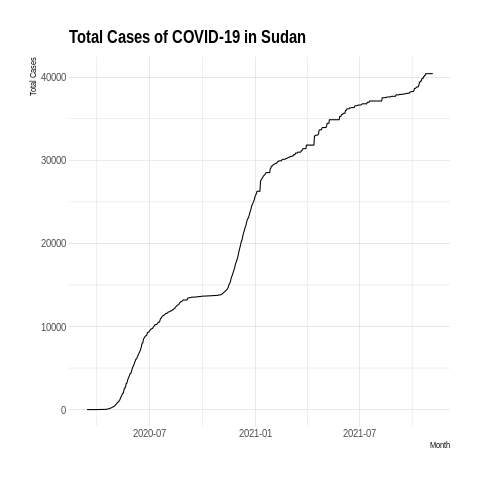 Total Cases of COVID-19 in Sudan
Total Cases
40000
30000
20000
10000
0
2020-07 2021-01 2021-07
Month